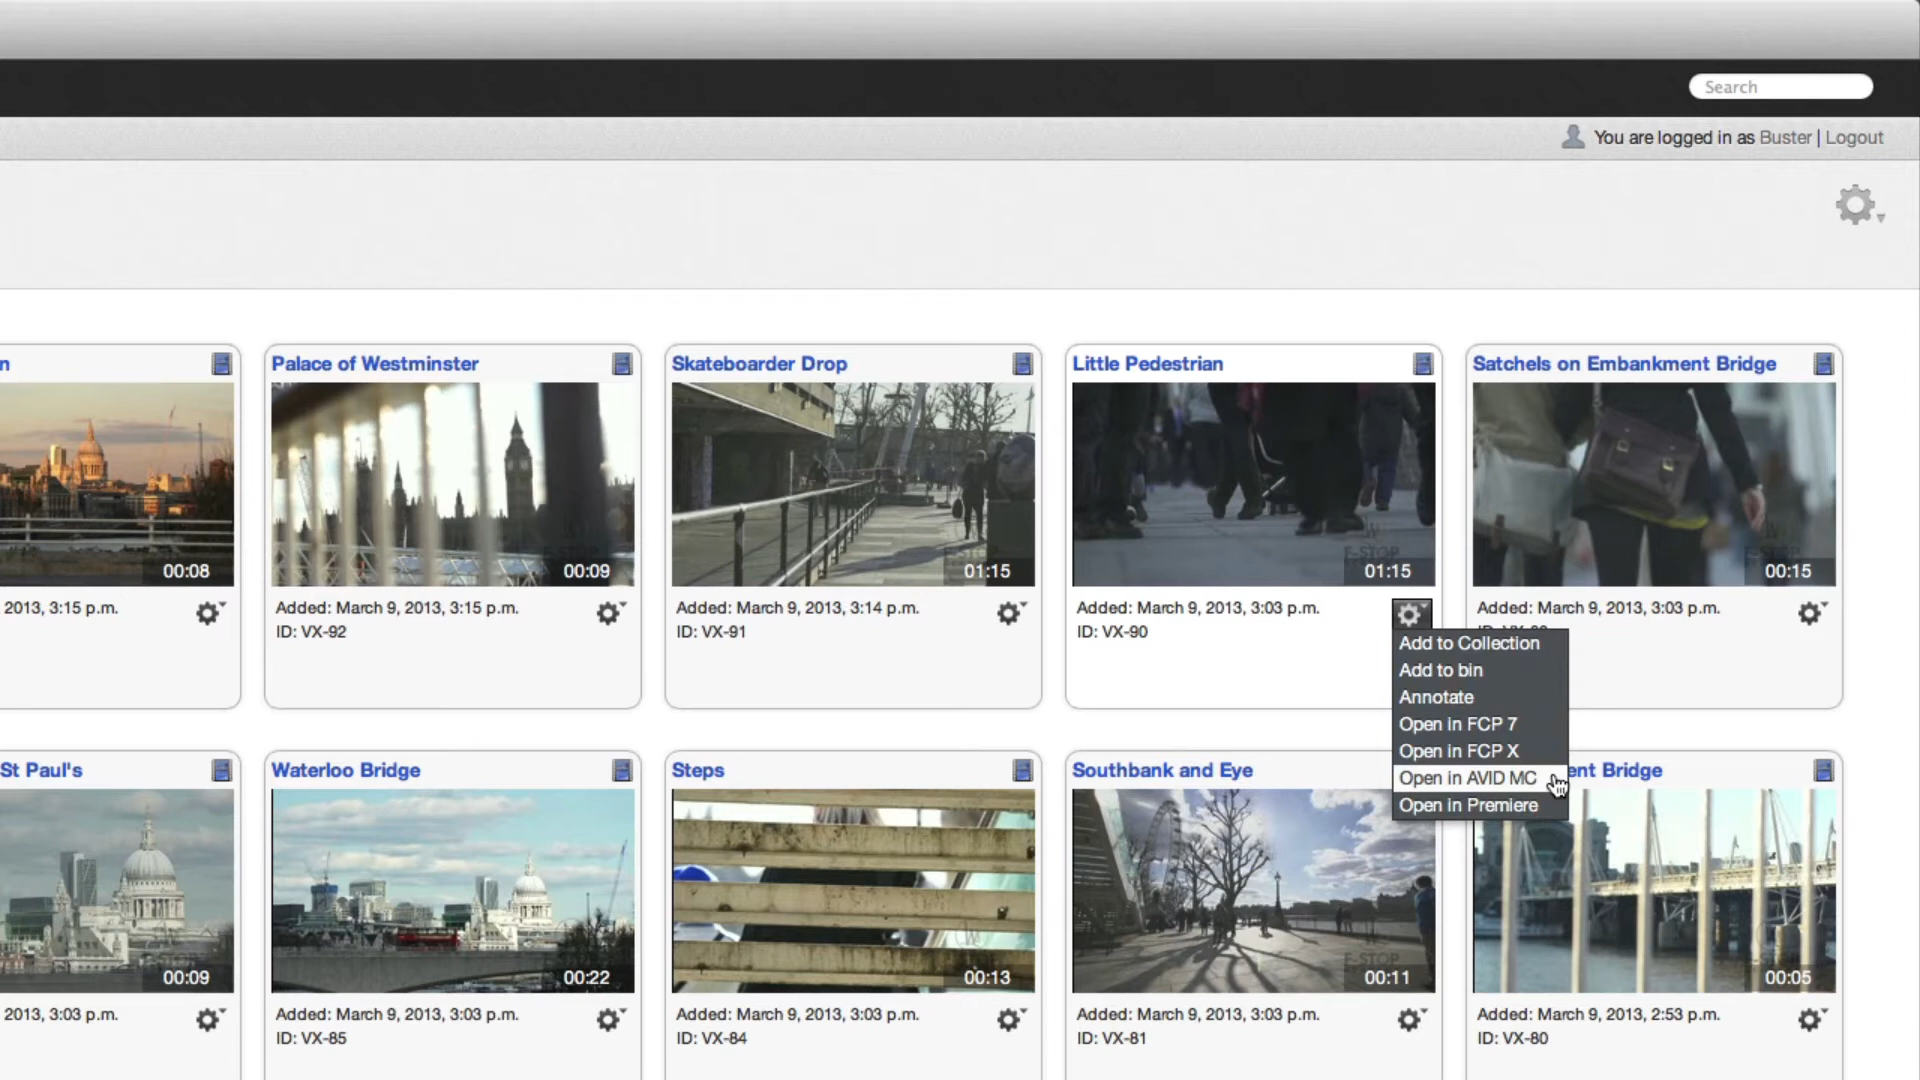 Search
You are logged in as Buster | Logout
n
Palace of Westminster
Skateboarder Drop
Little Pedestrian
Satchels on Embankment Bridge
00:08
00:09
01:15
F-STOP
01:15
F-STOP
00:15
2013, 3:15 p.m.
Added: March 9, 2013, 3:15 p.m.
ID: VX-92
Added: March 9, 2013, 3:14 p.m.
ID: VX-91
Added: March 9, 2013, 3:03 p.m.
ID: VX-90
Added: March 9, 2013, 3:03 p.m.
Add to Collection
Add to bin
Annotate
Open in FCP 7
Open in FCP X
Open in AVID MC
Open in Premiere
St Paul's
Waterloo Bridge
Steps
Southbank and Eye
ent Bridge
00:09
00:22
00:13
F-STOP
00:11
00:05
2013, 3:03 p.m.
Added: March 9, 2013, 3:03 p.m.
ID: VX-85
Added: March 9, 2013, 3:03 p.m.
ID: VX-84
Added: March 9, 2013, 3:03 p.m.
ID: VX-81
Added: March 9, 2013, 2:53 p.m.
ID: VX-80